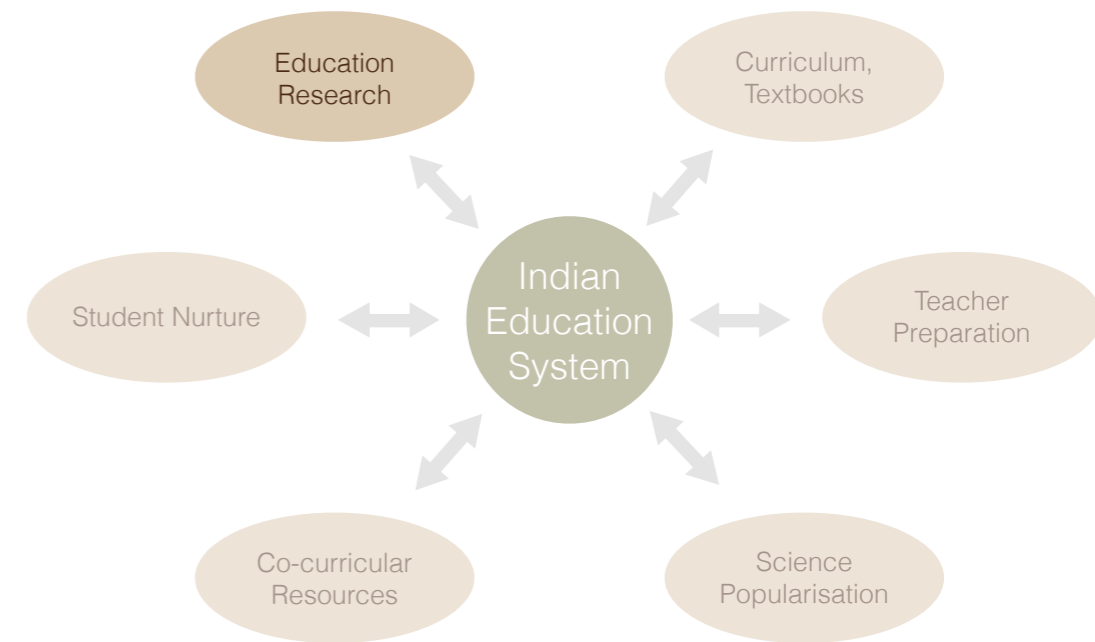 Education
Research
Curriculum,
Textbooks
Indian
Education
System
Student Nurture
Teacher
Preparation
Co-curricular
Resources
Science
Popularisation